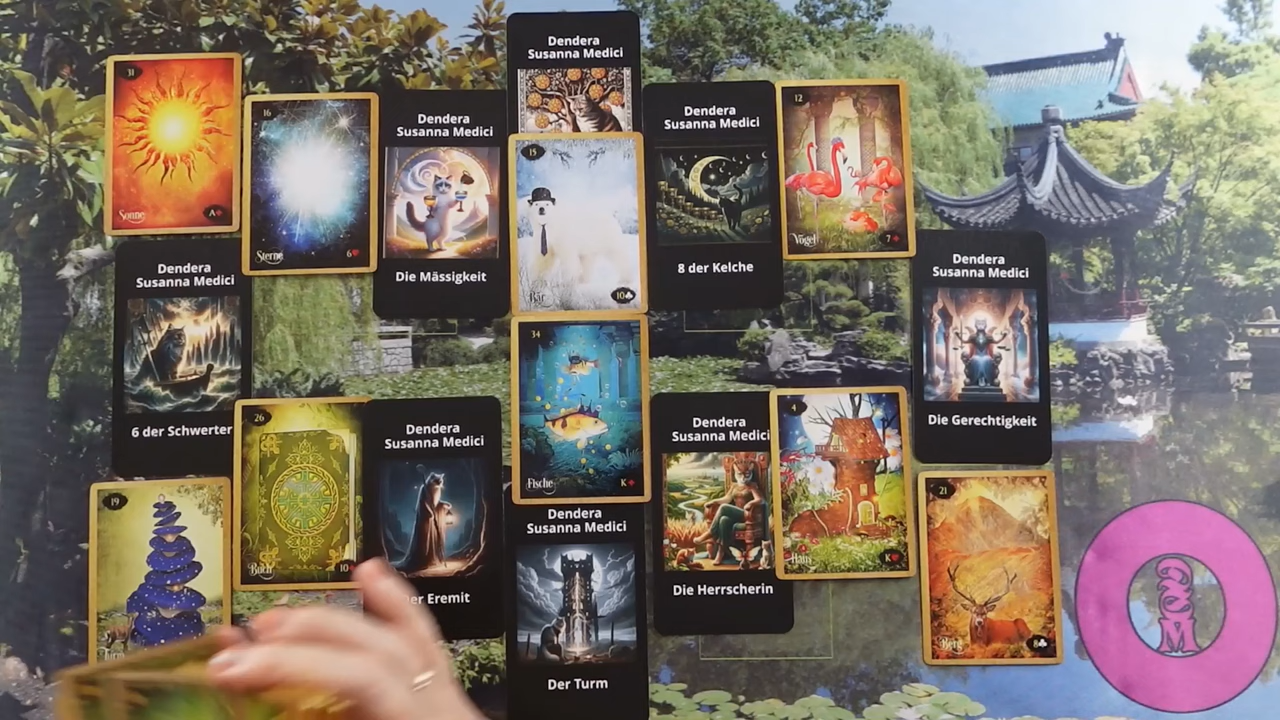 31
Sonne
A
16
Sterne
6
Dendera
Susanna Medici
Die Mässigkeit
Dendera
Susanna Medici
15
Bär
10
Dendera
Susanna Medici
8 der Kelche
12
Vögel
7
Dendera
Susanna Medici
6 der Schwerter
Dendera
Susanna Medici
Die Gerechtigkeit
34
Fische
K
26
Buch
10
Dendera
Susanna Medici
er Eremit
Dendera
Susanna Medici
Die Herrscherin
4
Haus
K
19
Turm
Dendera
Susanna Medici
Der Turm
21
Berg
8